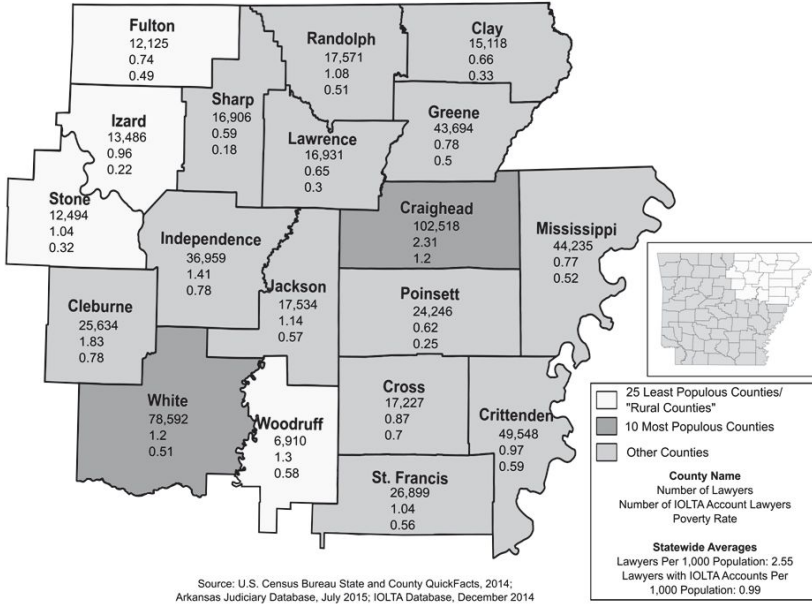 Fulton
12,125
0.74
0.49
Randolph
17,571
1.08
0.51
Clay
15,118
0.66
0.33
Sharp
16,906
0.59
0.18
Izard
13,486
0.96
0.22
Greene
43,694
0.78
0.5
Lawrence
16,931
0.65
0.3
Stone
12,494
1.04
0.32
Craighead
102,518
2.31
1.2
Mississippi
44,235
0.77
0.52
Independence
36,959
1.41
0.78
Jackson
17,534
1.14
0.57
Poinsett
24,246
0.62
0.25
Cleburne
25,634
1.83
0.78
White
78,592
1.2
0.51
Woodruff
6,910
1.3
0.58
Cross
17,227
0.87
0.7
Crittenden
49,548
0.97
0.59
St. Francis
26,899
1.04
0.56
25 Least Populous Counties/
"Rural Counties"
10 Most Populous Counties
Other Counties
County Name
Number of Lawyers
Number of IOLTA Account Lawyers
Poverty Rate
Statewide Averages
Lawyers Per 1,000 Population: 2.55
Lawyers with IOLTA Accounts Per
1,000 Population: 0.99
Source: U.S. Census Bureau State and County QuickFacts, 2014;
Arkansas Judiciary Database, July 2015; IOLTA Database, December 2014